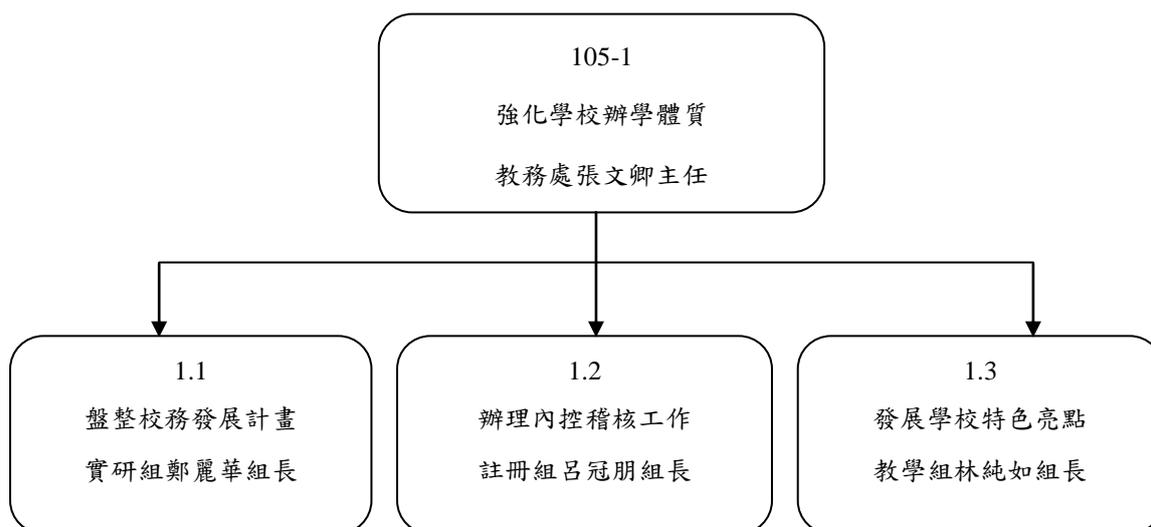 105-1
強化學校辦學體質
教務處張文卿主任
1.1
盤整校務發展計畫
實研組鄭麗華組長
1.2
辦理內控稽核工作
註冊組呂冠朋組長
1.3
發展學校特色亮點
教學組林純如組長